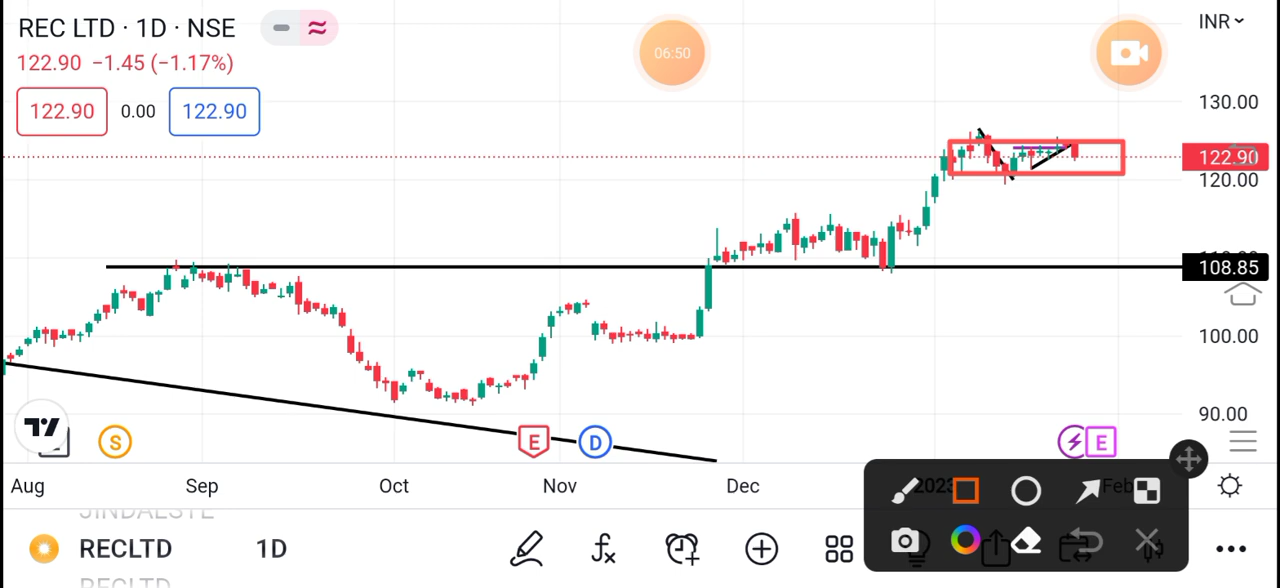 REC LTD · 1D · NSE
INR
122.90 −1.45 (−1.17%)
06:50
122.90 0.00 122.90
130.00
122.90
120.00
108.85
100.00
90.00
S
E
D
E
Aug Sep Oct Nov Dec 2023 Feb
JINDALSTE
RECLTD 1D
RECLTD